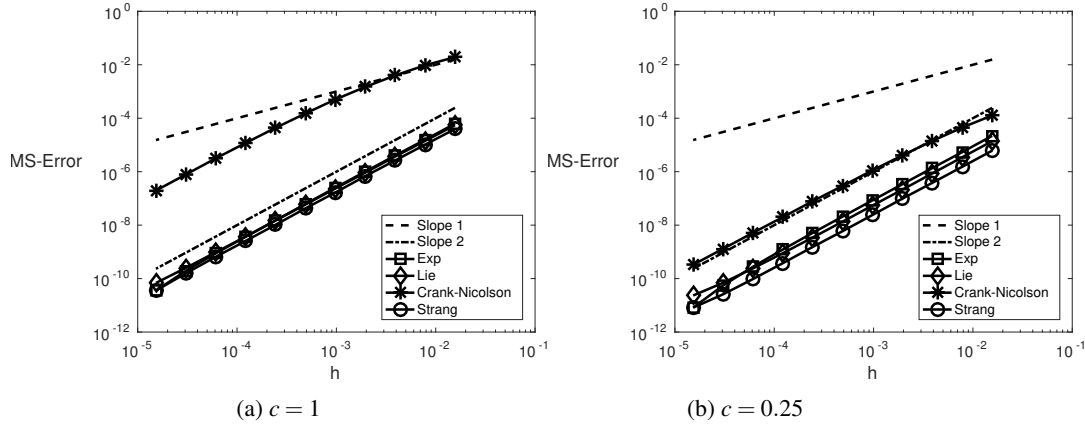 10^0
10^-2
10^-4
MS-Error
10^-6
10^-8
10^-10
10^-12
Slope 1
Slope 2
Exp
Lie
Crank-Nicolson
Strang
10^-5
10^-4
10^-3
10^-2
10^-1
h
(a) c = 1
10^0
10^-2
10^-4
MS-Error
10^-6
10^-8
10^-10
10^-12
Slope 1
Slope 2
Exp
Lie
Crank-Nicolson
Strang
10^-5
10^-4
10^-3
10^-2
10^-1
h
(b) c = 0.25